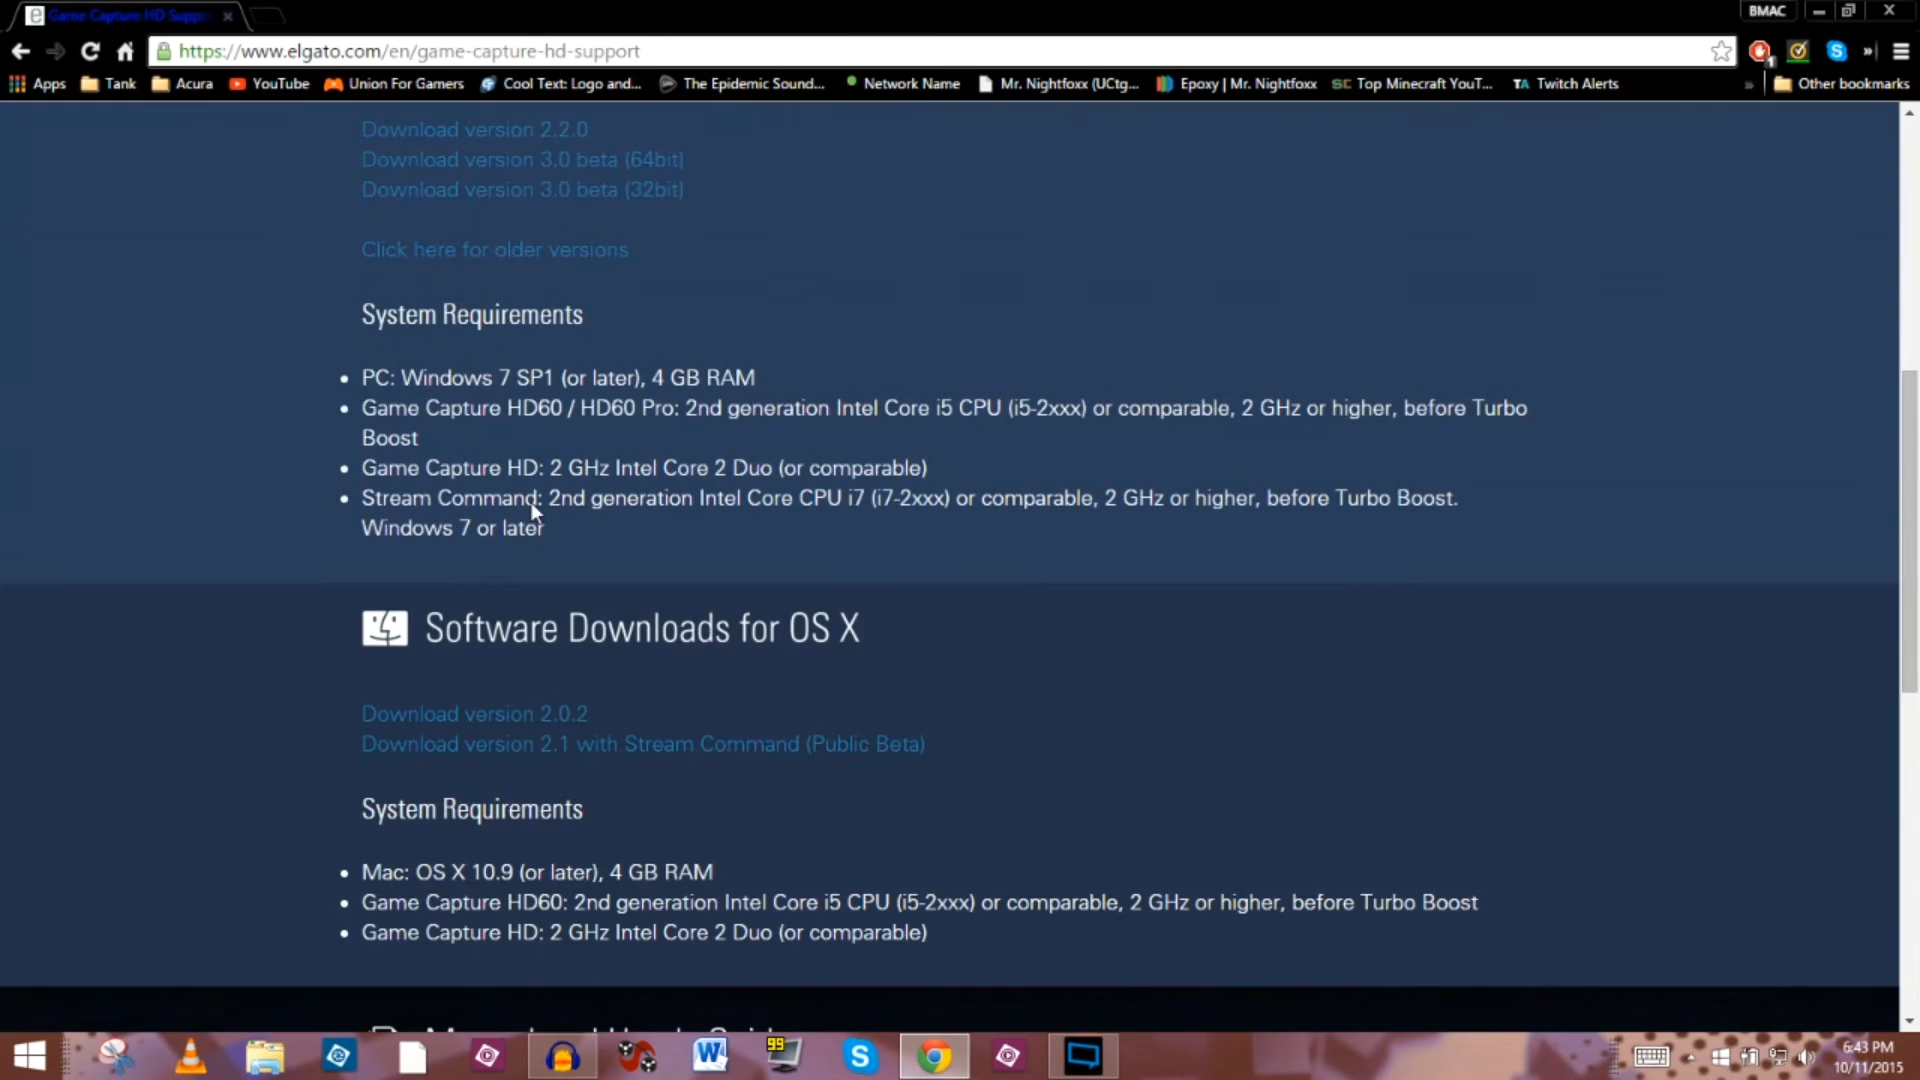 Game Capture HD Suppo
BMAC
https://www.elgato.com/en/game-capture-hd-support
Apps Tank Acura YouTube Union For Gamers Cool Text: Logo and... The Epidemic Sound... Network Name Mr. Nightfoxx (UCtg... Epoxy | Mr. Nightfoxx Top Minecraft YouT... TA Twitch Alerts » Other bookmarks
Download version 2.2.0
Download version 3.0 beta (64bit)
Download version 3.0 beta (32bit)
Click here for older versions
System Requirements
• PC: Windows 7 SP1 (or later), 4 GB RAM
• Game Capture HD60 / HD60 Pro: 2nd generation Intel Core i5 CPU (i5-2xxx) or comparable, 2 GHz or higher, before Turbo
Boost
• Game Capture HD: 2 GHz Intel Core 2 Duo (or comparable)
• Stream Command: 2nd generation Intel Core CPU i7 (i7-2xxx) or comparable, 2 GHz or higher, before Turbo Boost.
Windows 7 or later
Software Downloads for OS X
Download version 2.0.2
Download version 2.1 with Stream Command (Public Beta)
System Requirements
• Mac: OS X 10.9 (or later), 4 GB RAM
• Game Capture HD60: 2nd generation Intel Core i5 CPU (i5-2xxx) or comparable, 2 GHz or higher, before Turbo Boost
• Game Capture HD: 2 GHz Intel Core 2 Duo (or comparable)
99
6:43 PM
10/11/2015